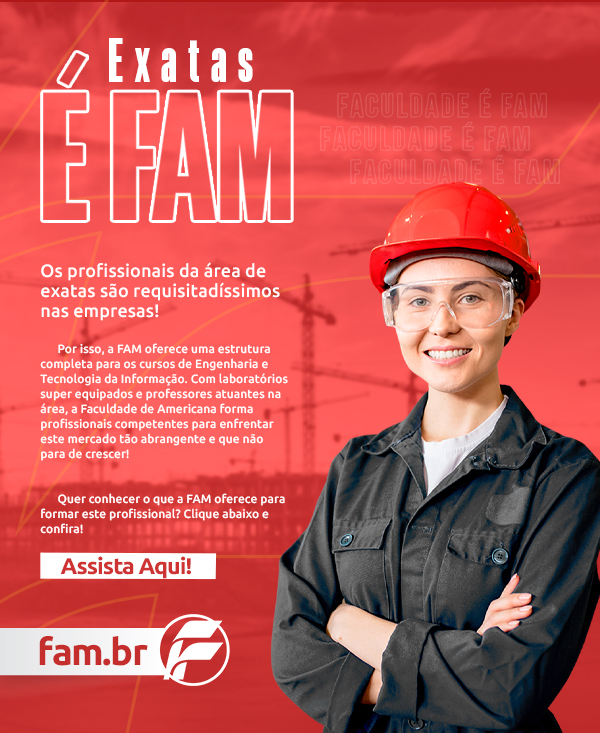 Exatas
É FAM
FACULDADE É FAM
FACULDADE É FAM
FACULDADE É FAM
Os profissionais da área de
exatas são requisitadíssimos
nas empresas!
Por isso, a FAM oferece uma estrutura
completa para os cursos de Engenharia e
Tecnologia da Informação. Com laboratórios
super equipados e professores atuantes na
área, a Faculdade de Americana forma
profissionais competentes para enfrentar
este mercado tão abrangente e que não
para de crescer!
Quer conhecer o que a FAM oferece para
formar este profissional? Clique abaixo e
confira!
Assista Aqui!
fam.br